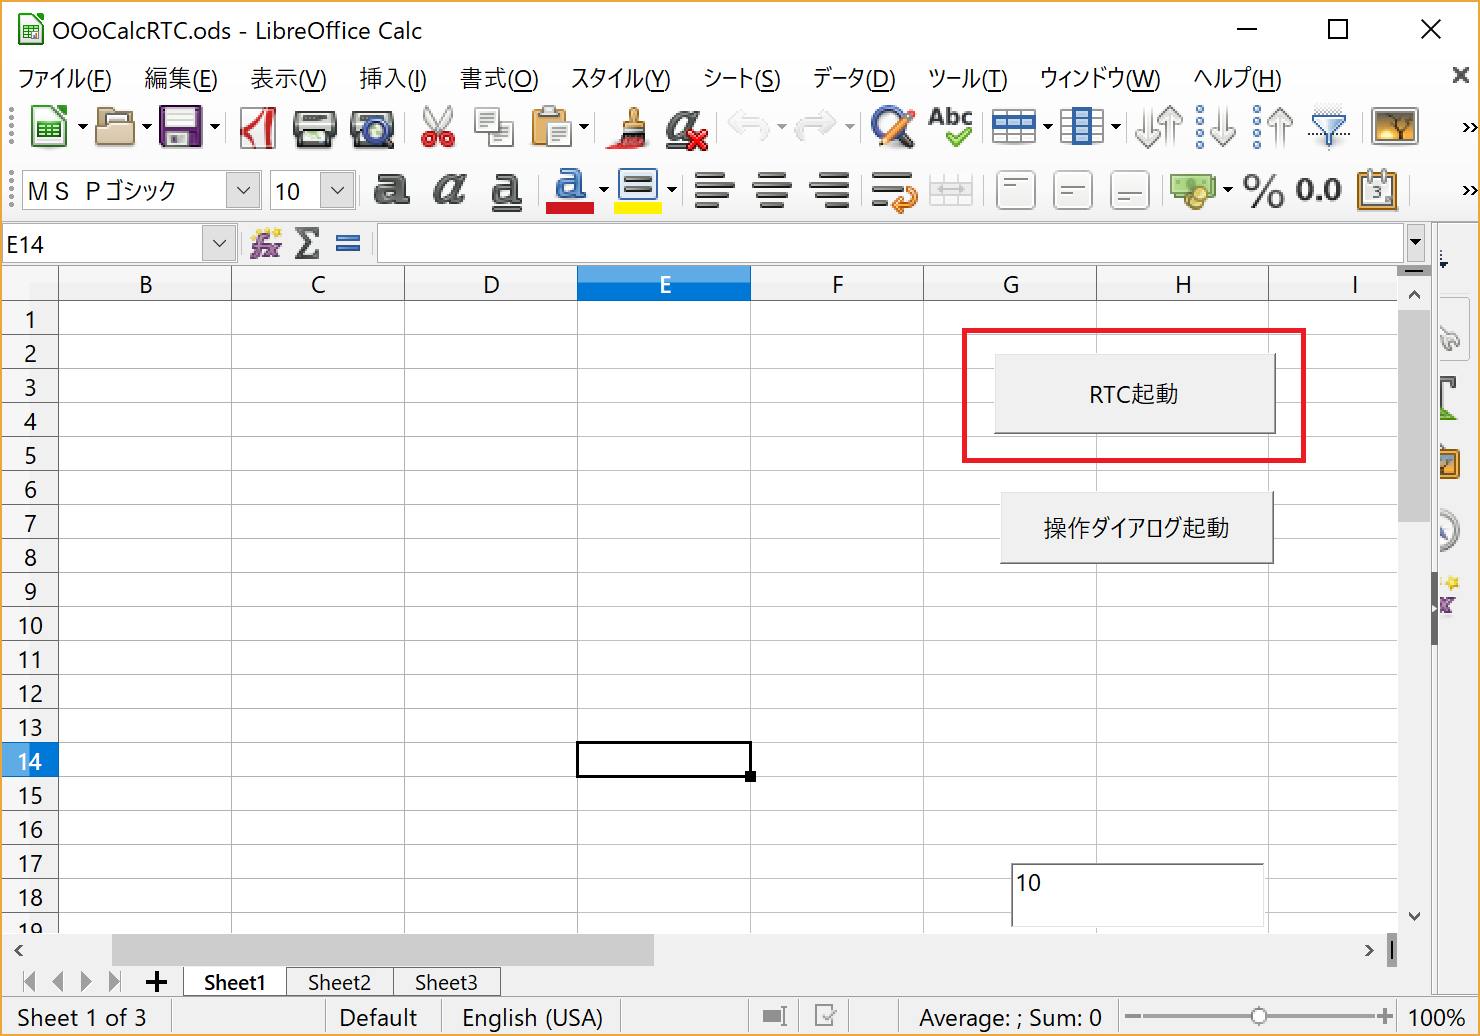 OOoCalcRTC.ods - LibreOffice Calc
ファイル(F) 編集(E) 表示(V) 挿入(I) 書式(O) スタイル(Y) シート(S) データ(D) ツール(T) ウィンドウ(W) ヘルプ(H)
Abc
ＭＳ Ｐゴシック 10 a a a a % 0.0 3
E14 fx Σ =
B C D E F G H I
1
2
3 RTC起動
4
5
6
7 操作ダイアログ起動
8
9
10
11
12
13
14
15
16
17
18 10
19
Sheet1 Sheet2 Sheet3
Sheet 1 of 3 Default English (USA) Average: ; Sum: 0 100%